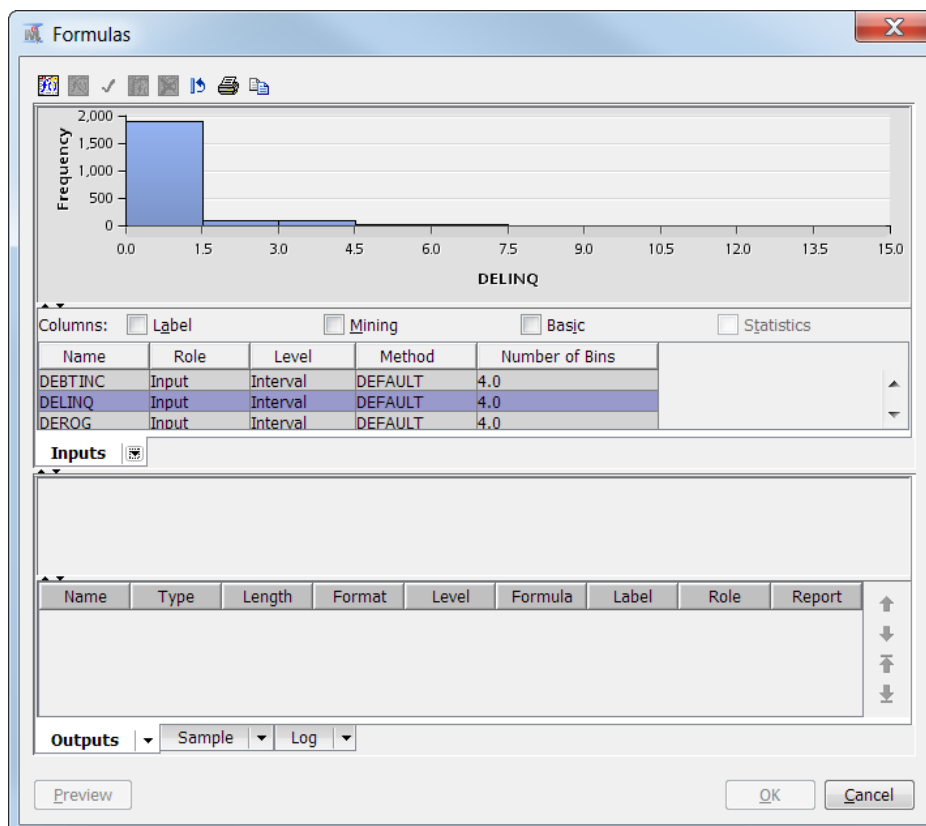 Formulas
X
2,000
1,500
1,000
500
0
Frequency
0.0 1.5 3.0 4.5 6.0 7.5 9.0 10.5 12.0 13.5 15.0
DELINQ
Columns: Label Mining Basic Statistics
Name Role Level Method Number of Bins
DEBTINC Input Interval DEFAULT 4.0
DELINQ Input Interval DEFAULT 4.0
DEROG Input Interval DEFAULT 4.0
Inputs
Name Type Length Format Level Formula Label Role Report
Outputs Sample Log
Preview OK Cancel